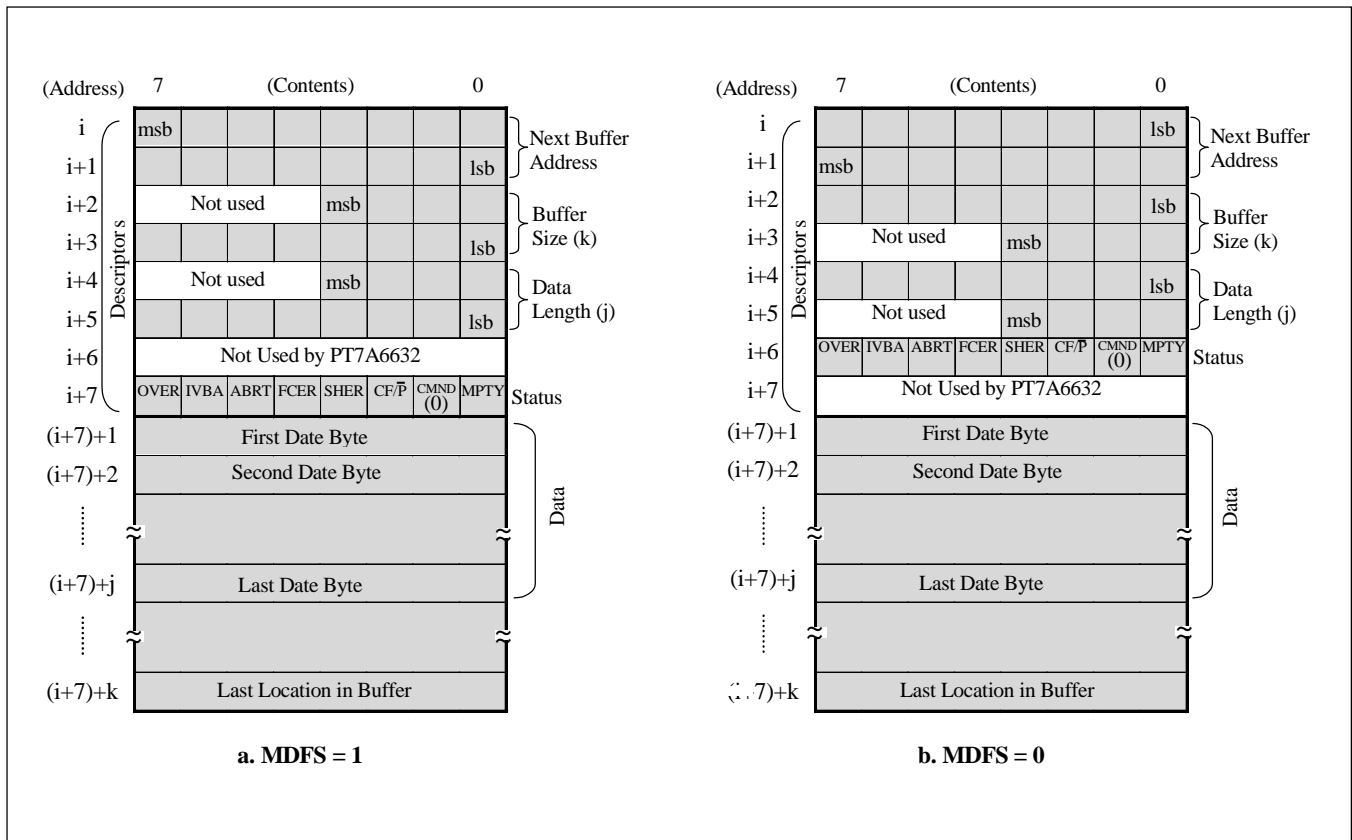 (Address) 7 (Contents) 0
i msb
i+1 lsb
Next Buffer
Address
i+2 Not used msb
i+3 lsb
Buffer
Size (k)
i+4 Not used msb
i+5 lsb
Data
Length (j)
i+6 Not Used by PT7A6632
i+7 OVER IVBA ABRT FCER SHER CF/P̅ CMND (0) MPTY Status
Descriptors
(i+7)+1 First Date Byte
(i+7)+2 Second Date Byte
(i+7)+j Last Date Byte
Data
(i+7)+k Last Location in Buffer
a. MDFS = 1
(Address) 7 (Contents) 0
i lsb
i+1 msb
Next Buffer
Address
i+2 lsb
i+3 Not used msb
Buffer
Size (k)
i+4 lsb
i+5 Not used msb
Data
Length (j)
i+6 OVER IVBA ABRT FCER SHER CF/P̅ CMND (0) MPTY Status
i+7 Not Used by PT7A6632
Descriptors
(i+7)+1 First Date Byte
(i+7)+2 Second Date Byte
(i+7)+j Last Date Byte
Data
(i+7)+k Last Location in Buffer
b. MDFS = 0